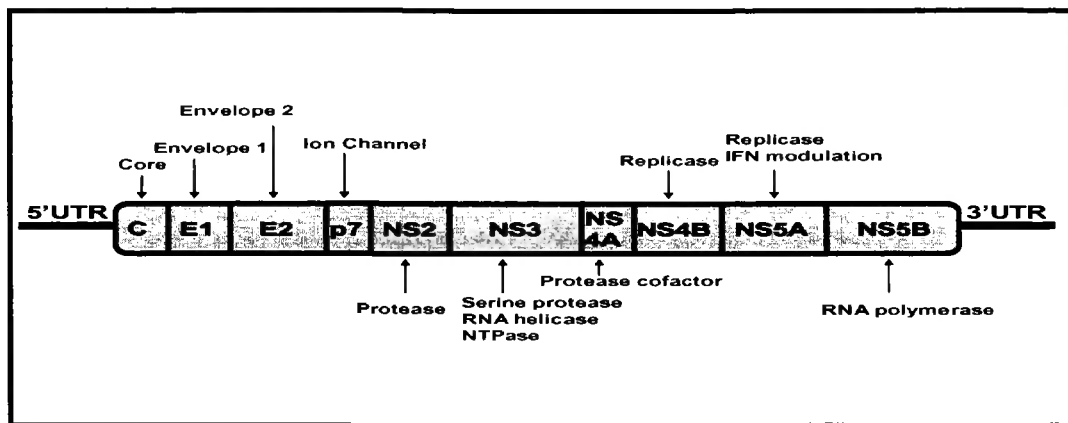 Envelope 2
Envelope 1
Core
Ion Channel
Replicase
Replicase
IFN modulation
5'UTR
C
E1
E2
p7
NS2
NS3
NS
4A
NS4B
NS5A
NS5B
3'UTR
Protease
Serine protease
RNA helicase
NTPase
Protease cofactor
RNA polymerase